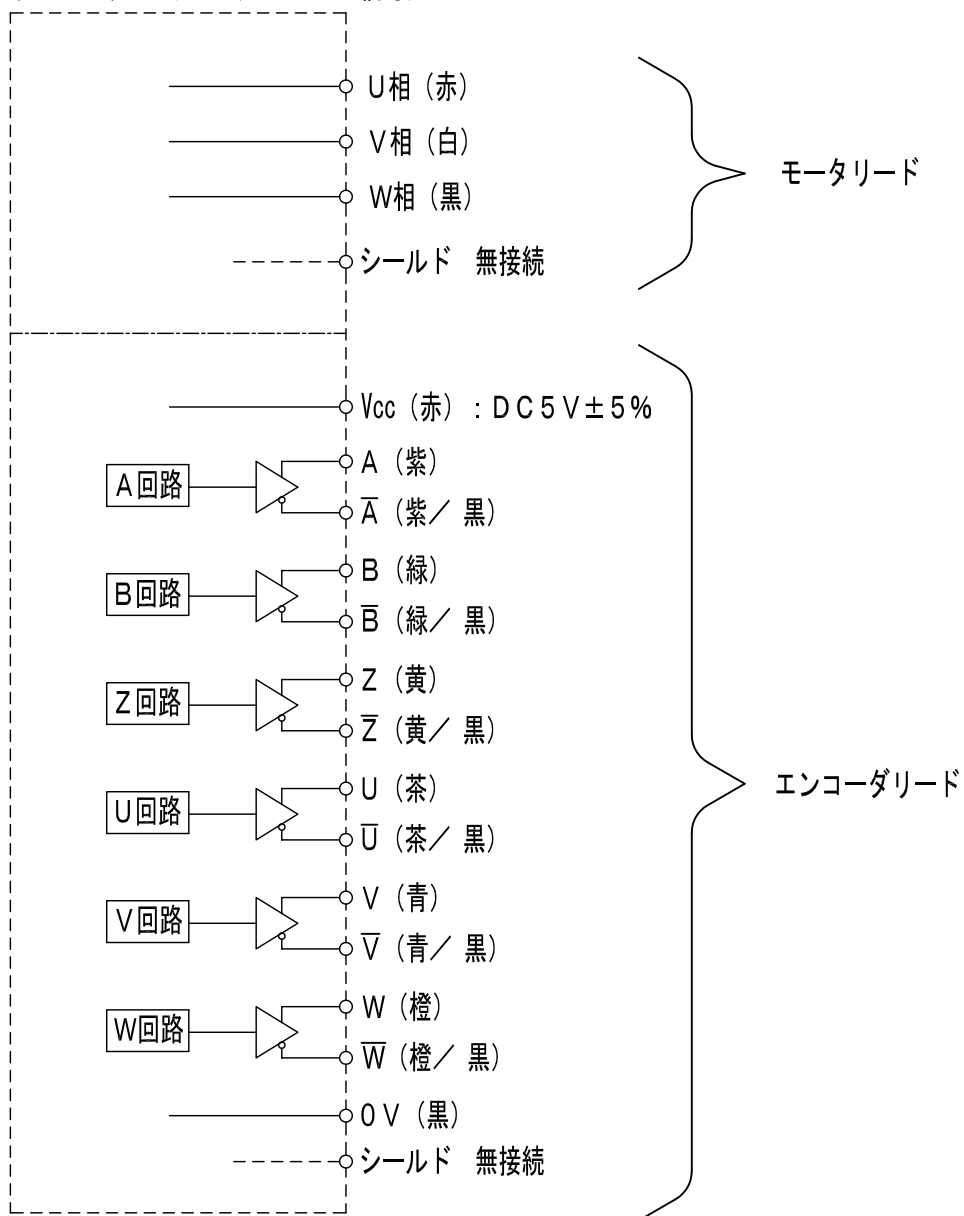 U相（赤）
V相（白）
W相（黒）
シールド　無接続
モータリード
Vcc（赤）：DC5V±5%
A回路
A（紫）
A̅（紫／黒）
B回路
B（緑）
B̅（緑／黒）
Z回路
Z（黄）
Z̅（黄／黒）
エンコーダリード
U回路
U（茶）
U̅（茶／黒）
V回路
V（青）
V̅（青／黒）
W回路
W（橙）
W̅（橙／黒）
0V（黒）
シールド　無接続